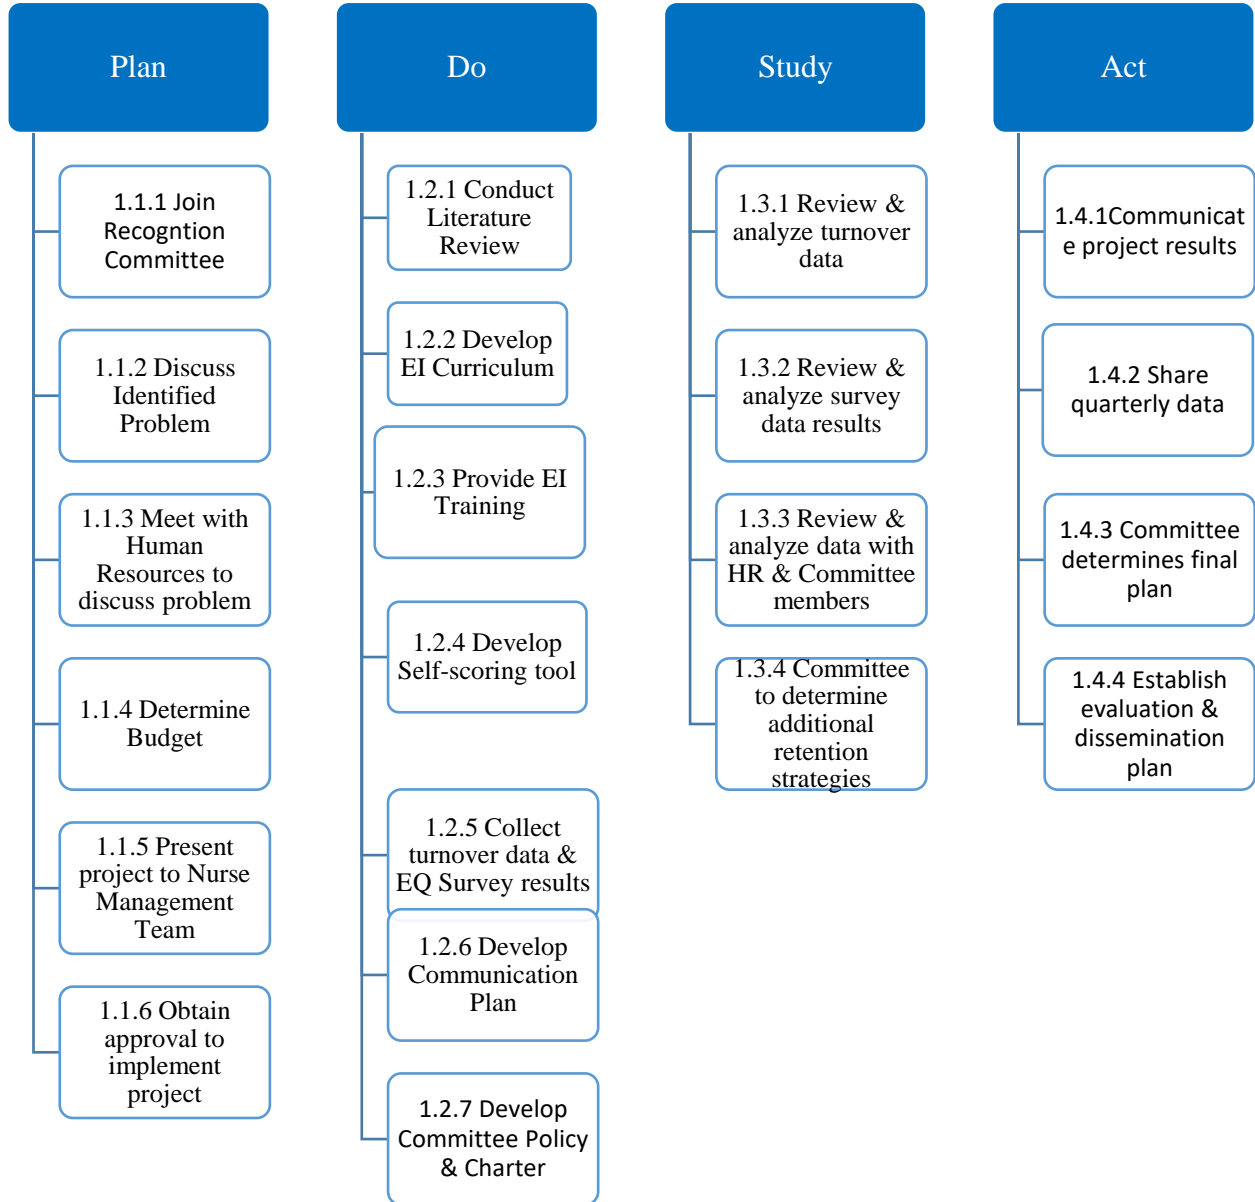 Plan
1.1.1 Join
Recogntion
Committee
1.1.2 Discuss
Identified
Problem
1.1.3 Meet with
Human
Resources to
discuss problem
1.1.4 Determine
Budget
1.1.5 Present
project to Nurse
Management
Team
1.1.6 Obtain
approval to
implement
project
Do
1.2.1 Conduct
Literature
Review
1.2.2 Develop
EI Curriculum
1.2.3 Provide EI
Training
1.2.4 Develop
Self-scoring tool
1.2.5 Collect
turnover data &
EQ Survey results
1.2.6 Develop
Communication
Plan
1.2.7 Develop
Committee Policy
& Charter
Study
1.3.1 Review &
analyze turnover
data
1.3.2 Review &
analyze survey
data results
1.3.3 Review &
analyze data with
HR & Committee
members
1.3.4 Committee
to determine
additional
retention
strategies
Act
1.4.1Communicat
e project results
1.4.2 Share
quarterly data
1.4.3 Committee
determines final
plan
1.4.4 Establish
evaluation &
dissemination
plan